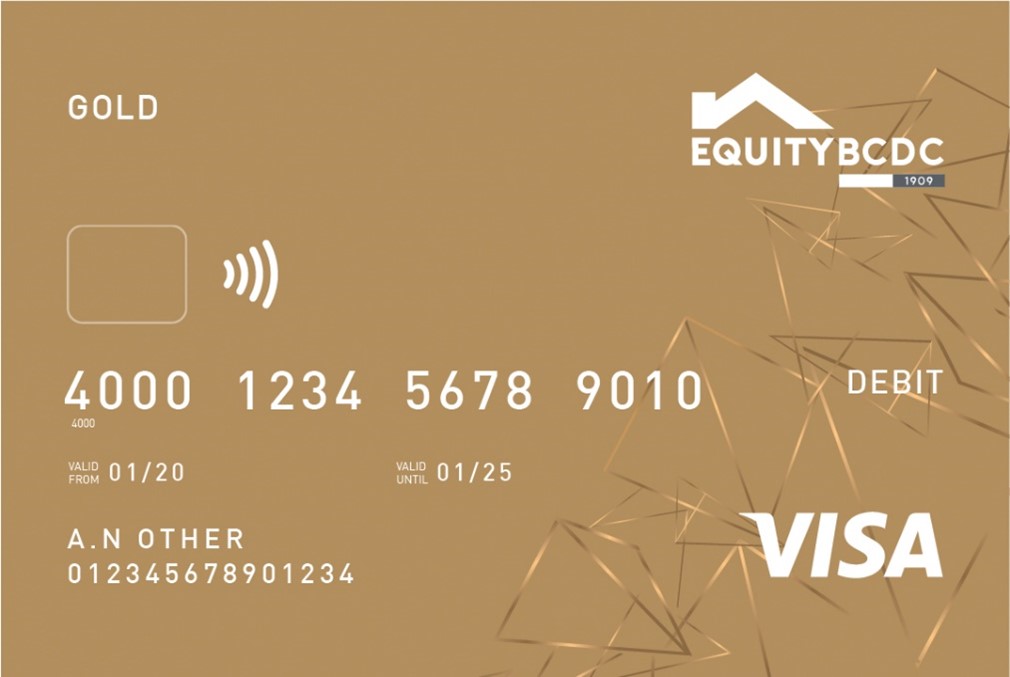 GOLD
EQUITYBCDC
1909
4000 1234 5678 9010
4000
DEBIT
VALID FROM 01/20
VALID UNTIL 01/25
A.N OTHER
012345678901234
VISA